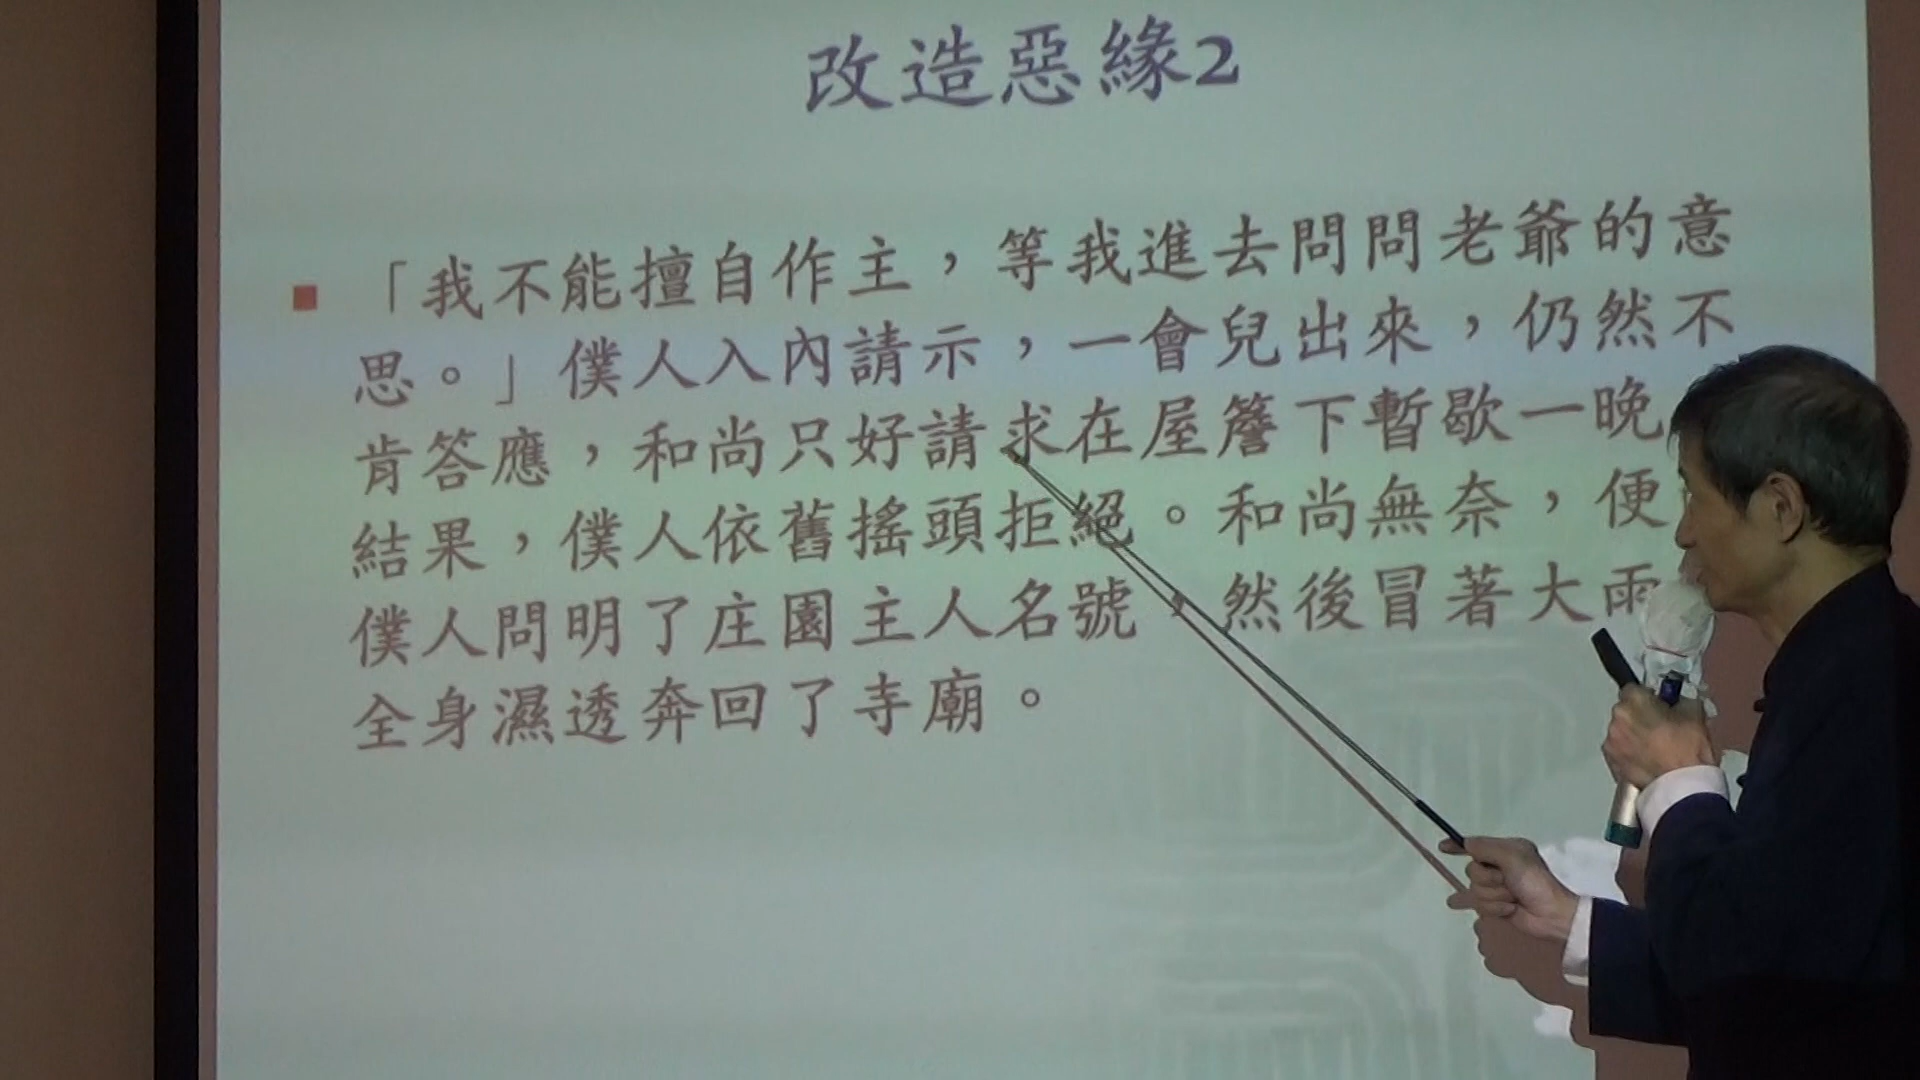 改造惡緣2
「我不能擅自作主，等我進去問問老爺的意
思。」僕人入內請示，一會兒出來，仍然不
肯答應，和尚只好請求在屋簷下暫歇一晚
結果，僕人依舊搖頭拒絕。和尚無奈，便
僕人問明了庄園主人名號，然後冒著大雨
全身濕透奔回了寺廟。